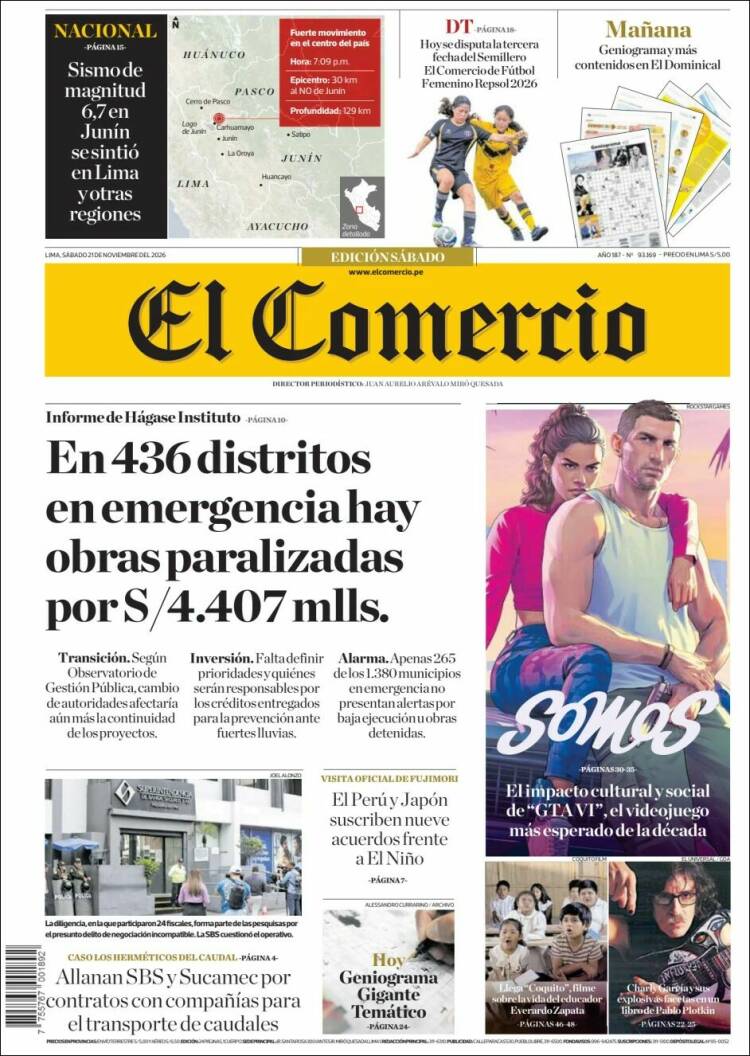 NACIONAL
-PÁGINA 15-
Sismo de
magnitud
6,7 en
Junín
se sintió
en Lima
y otras
regiones
N
HUÁNUCO
PASCO
Cerro de Pasco
Lago
de Junín
Carhuamayo
Junín
Satipo
La Oroya
JUNÍN
LIMA
Huancayo
AYACUCHO
Zona
detallada
Fuerte movimiento
en el centro del país
Hora: 7:09 p.m.
Epicentro: 30 km
al NO de Junín
Profundidad: 129 km
DT -PÁGINA 18-
Hoy se disputa la tercera
fecha del Semillero
El Comercio de Fútbol
Femenino Repsol 2026
Mañana
Geniograma y más
contenidos en El Dominical
Geniograma
LIMA, SÁBADO 21 DE NOVIEMBRE DEL 2026
EDICIÓN SÁBADO
www.elcomercio.pe
AÑO 187 - Nº 93.169 - PRECIO EN LIMA S/5.00
El Comercio
DIRECTOR PERIODÍSTICO: JUAN AURELIO ARÉVALO MIRÓ QUESADA
Informe de Hágase Instituto -PÁGINA 10-
En 436 distritos
en emergencia hay
obras paralizadas
por S/4.407 mlls.
Transición. Según
Observatorio de
Gestión Pública, cambio
de autoridades afectaría
aún más la continuidad
de los proyectos.
Inversión. Falta definir
prioridades y quiénes
serán responsables por
los créditos entregados
para la prevención ante
fuertes lluvias.
Alarma. Apenas 265
de los 1.380 municipios
en emergencia no
presentan alertas por
baja ejecución u obras
detenidas.
ROCKSTAR GAMES
SOMOS
-PÁGINAS 30-35-
El impacto cultural y social
de “GTA VI”, el videojuego
más esperado de la década
JOEL ALONZO
SUPERINTENDENCIA
DE BANCA, SEGUROS Y AFP
POLICIA
POLICIA
La diligencia, en la que participaron 24 fiscales, forma parte de las pesquisas por
el presunto delito de negociación incompatible. La SBS cuestionó el operativo.
CASO LOS HERMÉTICOS DEL CAUDAL -PÁGINA 4-
Allanan SBS y Sucamec por
contratos con compañías para
el transporte de caudales
VISITA OFICIAL DE FUJIMORI
El Perú y Japón
suscriben nueve
acuerdos frente
a El Niño
-PÁGINA 7-
ALESSANDRO CURRARINO / ARCHIVO
Hoy
Geniograma
Gigante
Temático
-PÁGINA 24-
COQUITO FILM
Llega “Coquito”, filme
sobre la vida del educador
Everardo Zapata
-PÁGINAS 46-48-
EL UNIVERSAL / GDA
Charly García y sus
explosivas facetas en un
libro de Pablo Plotkin
-PÁGINAS 22-25-
7 755767 001892